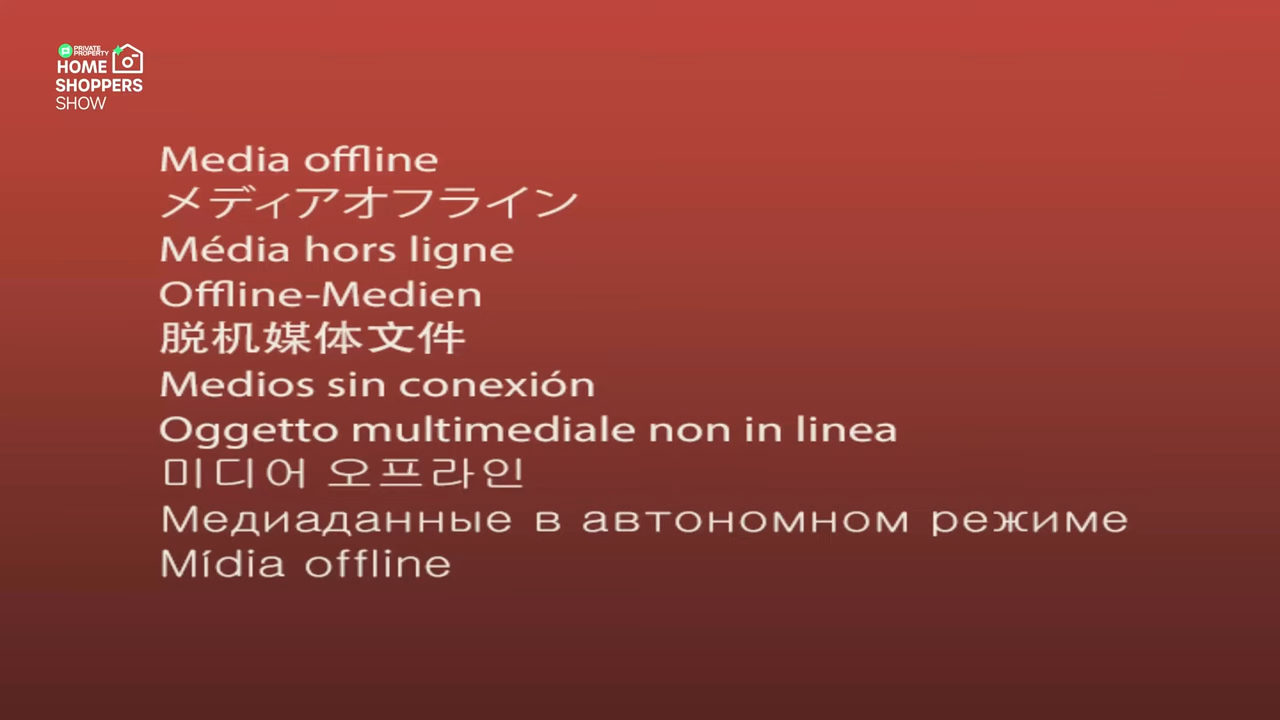 PRIVATE
PROPERTY
HOME
SHOPPERS
SHOW
Media offline
メディアオフライン
Média hors ligne
Offline-Medien
脱机媒体文件
Medios sin conexión
Oggetto multimediale non in linea
미디어 오프라인
Медиаданные в автономном режиме
Mídia offline